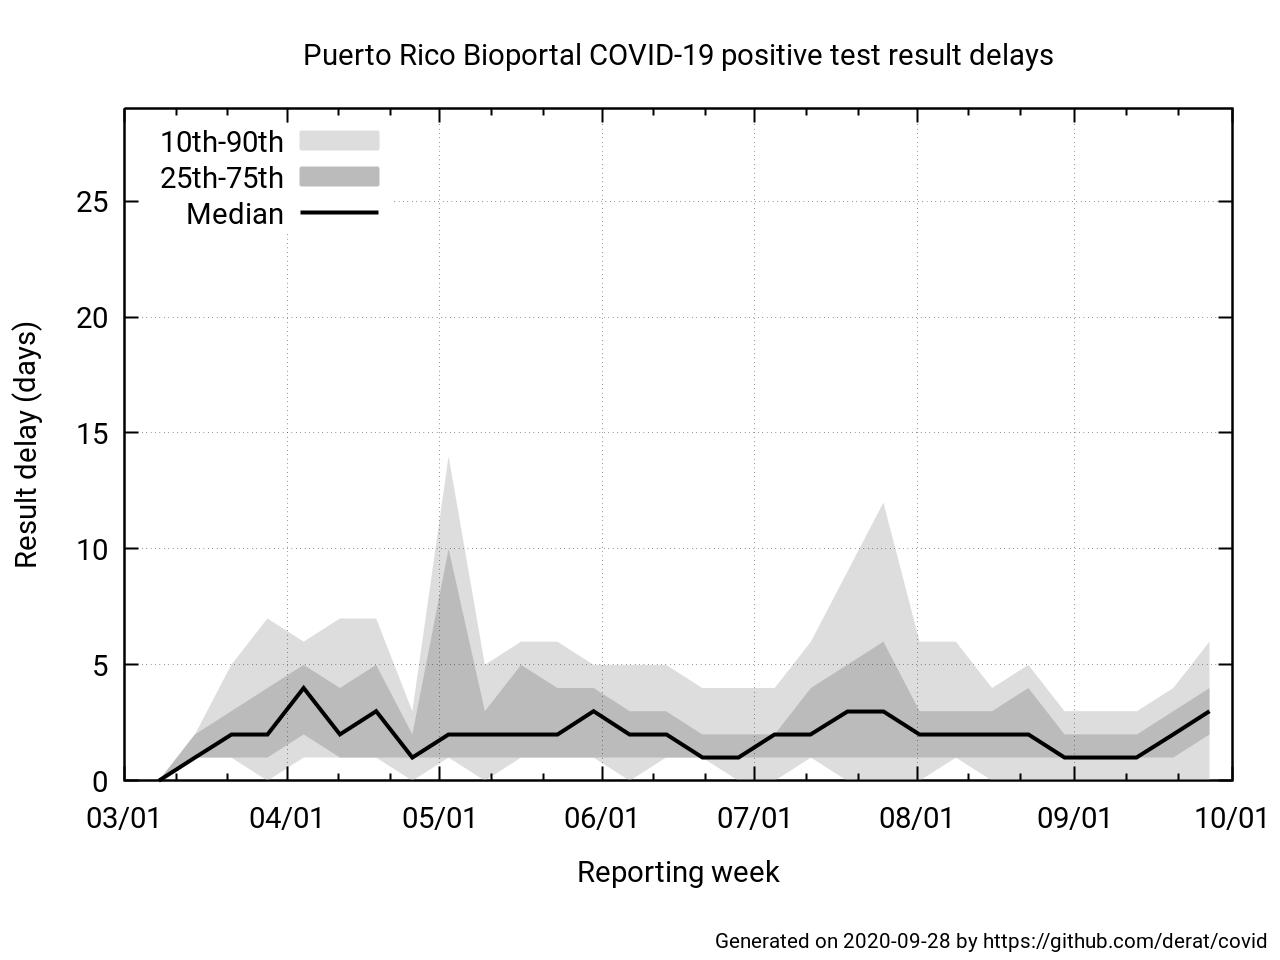 Puerto Rico Bioportal COVID-19 positive test result delays
10th-90th
25th-75th
Median
25
20
15
10
5
0
Result delay (days)
03/01 04/01 05/01 06/01 07/01 08/01 09/01 10/01
Reporting week
Generated on 2020-09-28 by https://github.com/derat/covid